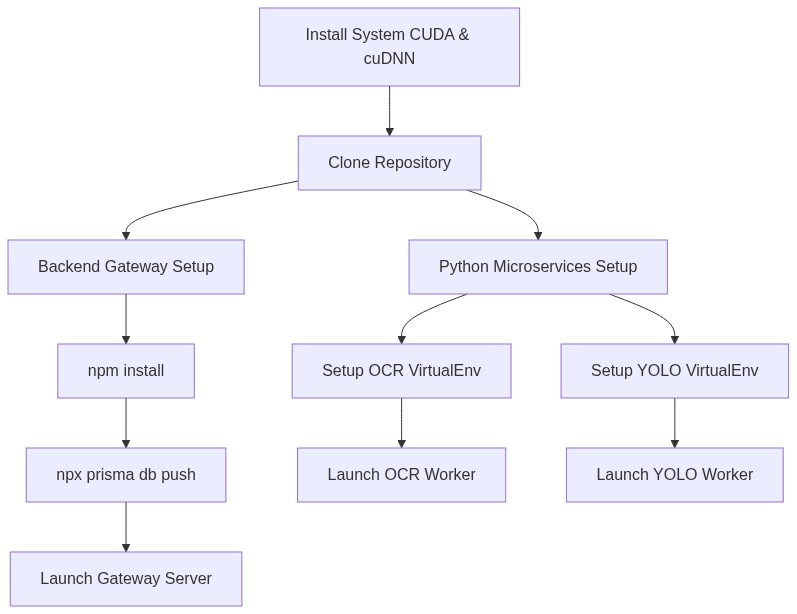 Install System CUDA &
cuDNN
Clone Repository
Backend Gateway Setup
Python Microservices Setup
npm install
Setup OCR VirtualEnv
Setup YOLO VirtualEnv
npx prisma db push
Launch OCR Worker
Launch YOLO Worker
Launch Gateway Server